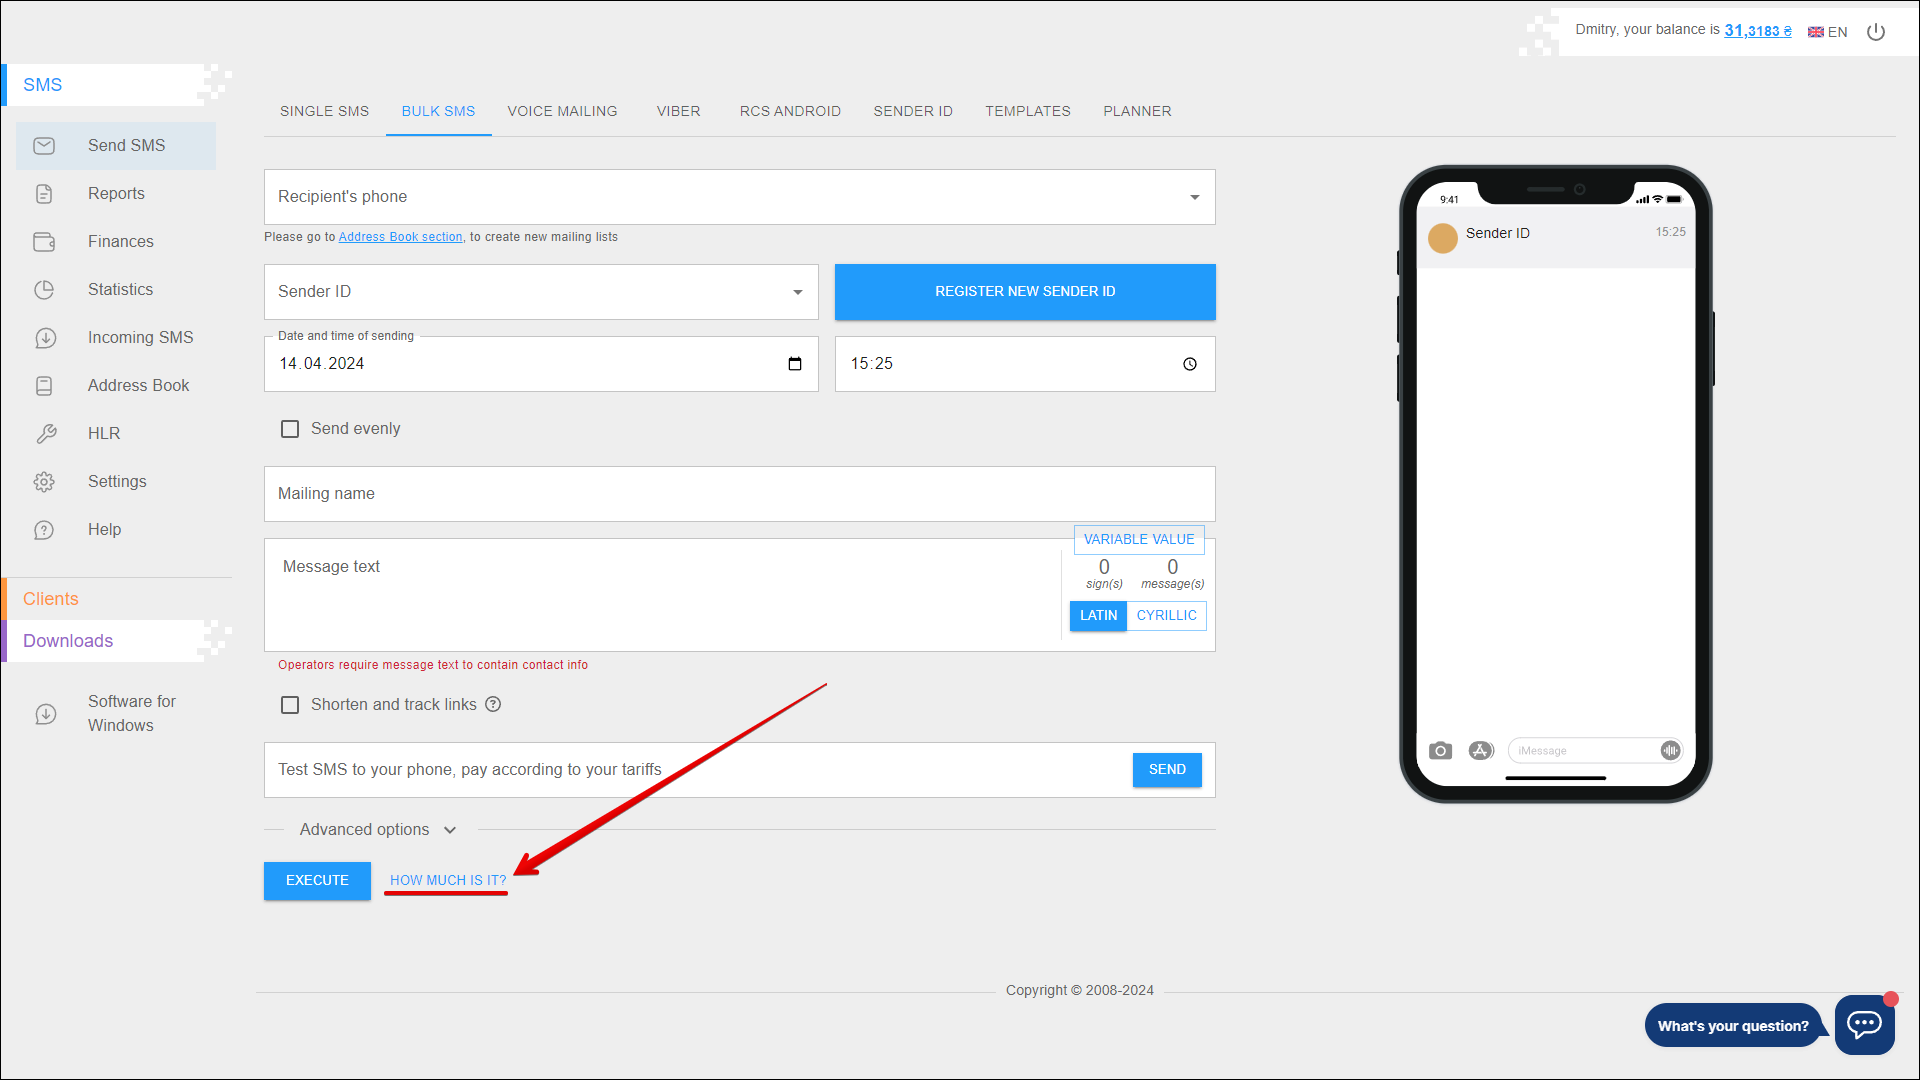 Dmitry, your balance is 31,3183 ₴ EN
SMS
Send SMS
Reports
Finances
Statistics
Incoming SMS
Address Book
HLR
Settings
Help
Clients
Downloads
Software for
Windows
SINGLE SMS BULK SMS VOICE MAILING VIBER RCS ANDROID SENDER ID TEMPLATES PLANNER
Recipient's phone
Please go to Address Book section, to create new mailing lists
Sender ID
REGISTER NEW SENDER ID
Date and time of sending
14.04.2024
15:25
Send evenly
Mailing name
VARIABLE VALUE
Message text
0 0
sign(s) message(s)
LATIN CYRILLIC
Operators require message text to contain contact info
Shorten and track links ?
Test SMS to your phone, pay according to your tariffs
SEND
Advanced options
EXECUTE
HOW MUCH IS IT?
9:41
Sender ID 15:25
iMessage
Copyright © 2008-2024
What's your question?